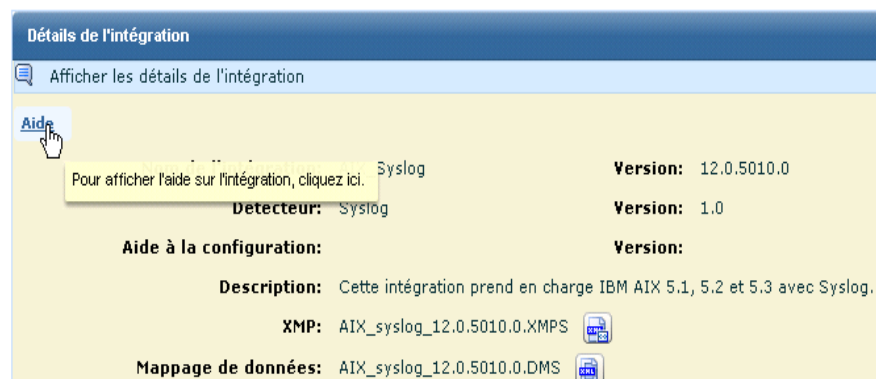 Détails de l'intégration
Afficher les détails de l'intégration
Aide
Syslog Version: 12.0.5010.0
Pour afficher l'aide sur l'intégration, cliquez ici.
Détecteur: Syslog Version: 1.0
Aide à la configuration: Version:
Description: Cette intégration prend en charge IBM AIX 5.1, 5.2 et 5.3 avec Syslog.
XMP: AIX_syslog_12.0.5010.0.XMPS
Mappage de données: AIX_syslog_12.0.5010.0.DMS